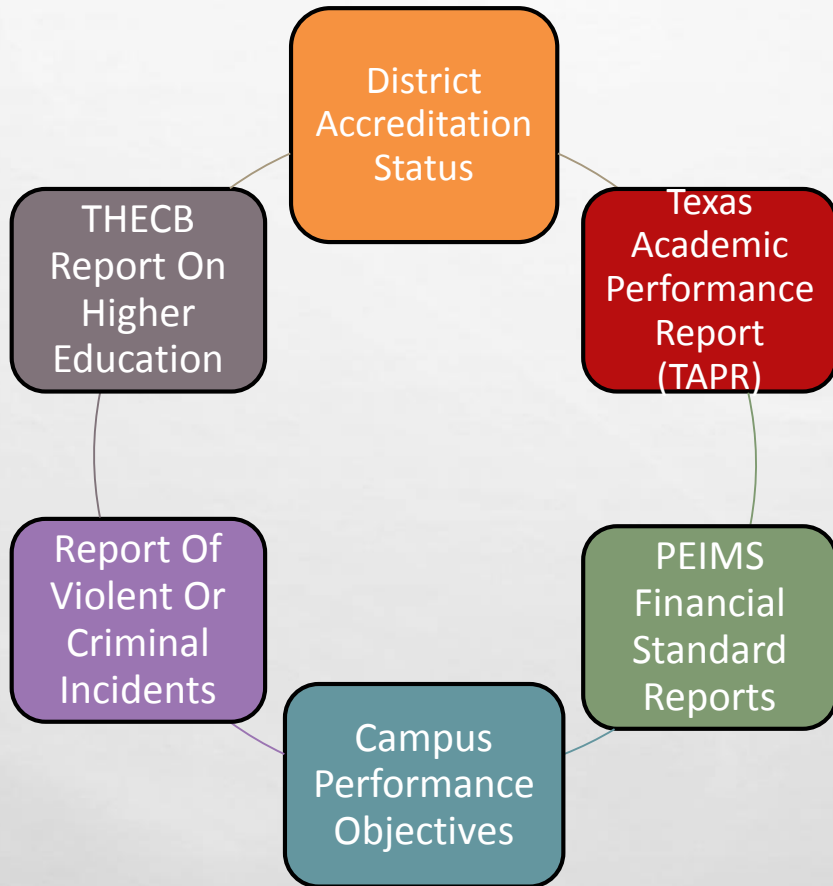 District
Accreditation
Status
Texas
Academic
Performance
Report
(TAPR)
PEIMS
Financial
Standard
Reports
Campus
Performance
Objectives
Report Of
Violent Or
Criminal
Incidents
THECB
Report On
Higher
Education